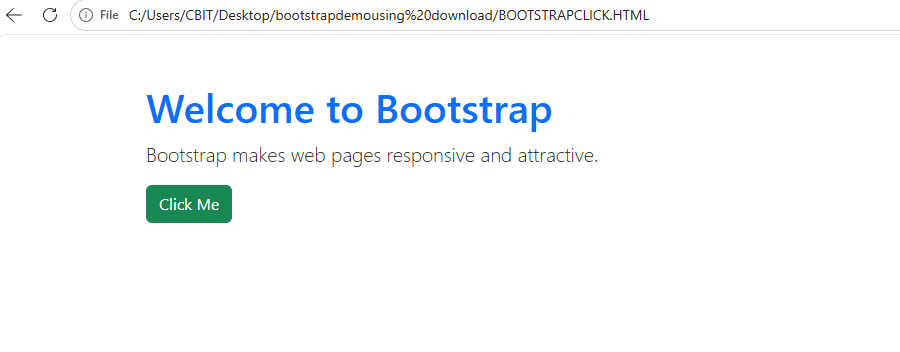 File C:/Users/CBIT/Desktop/bootstrapdemousing%20download/BOOTSTRAPCLICK.HTML
Welcome to Bootstrap
Bootstrap makes web pages responsive and attractive.
Click Me